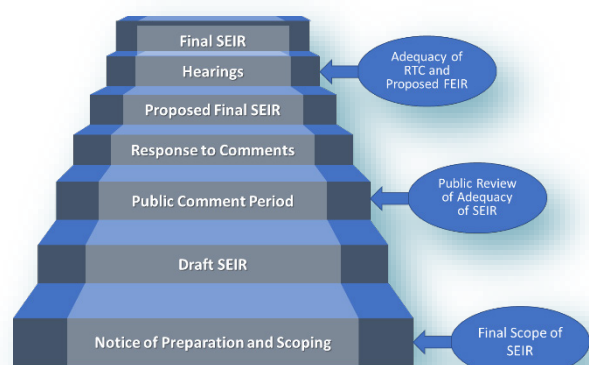 Final SEIR
Hearings
Adequacy of
RTC and
Proposed FEIR
Proposed Final SEIR
Response to Comments
Public Comment Period
Public Review
of Adequacy
of SEIR
Draft SEIR
Notice of Preparation and Scoping
Final Scope of
SEIR